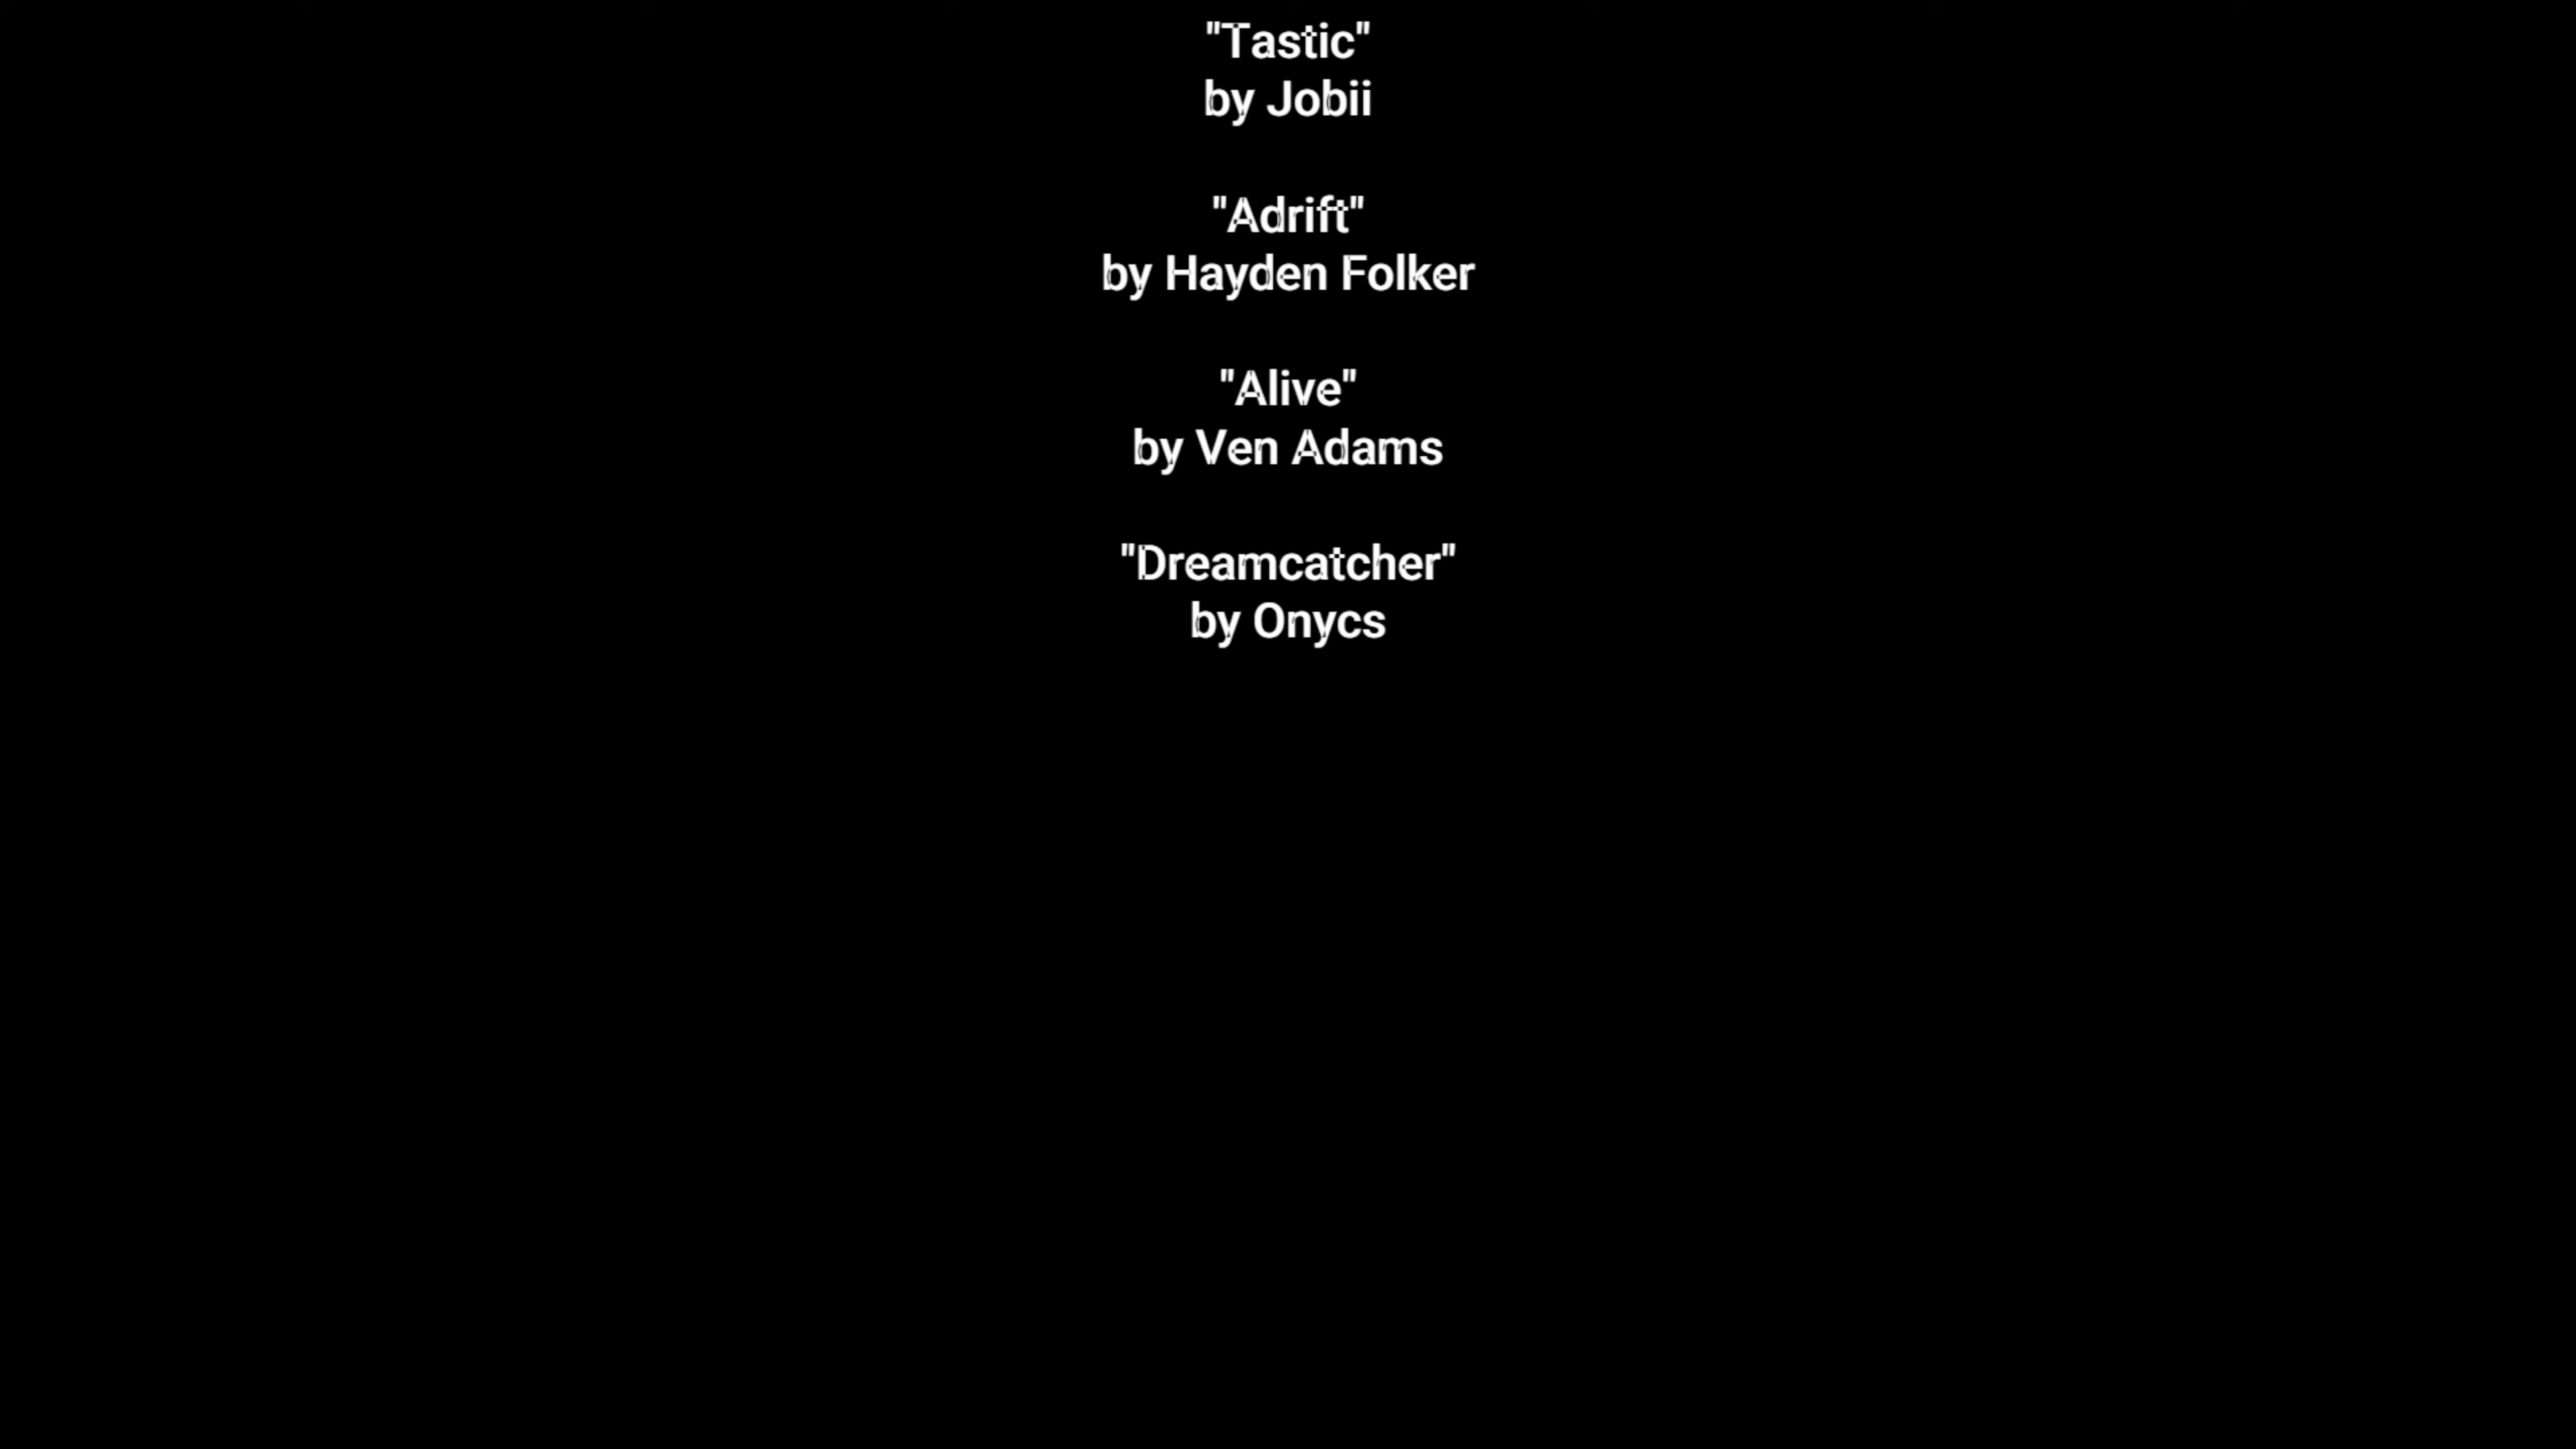 "Tastic"
by Jobii
"Adrift"
by Hayden Folker
"Alive"
by Ven Adams
"Dreamcatcher"
by Onycs